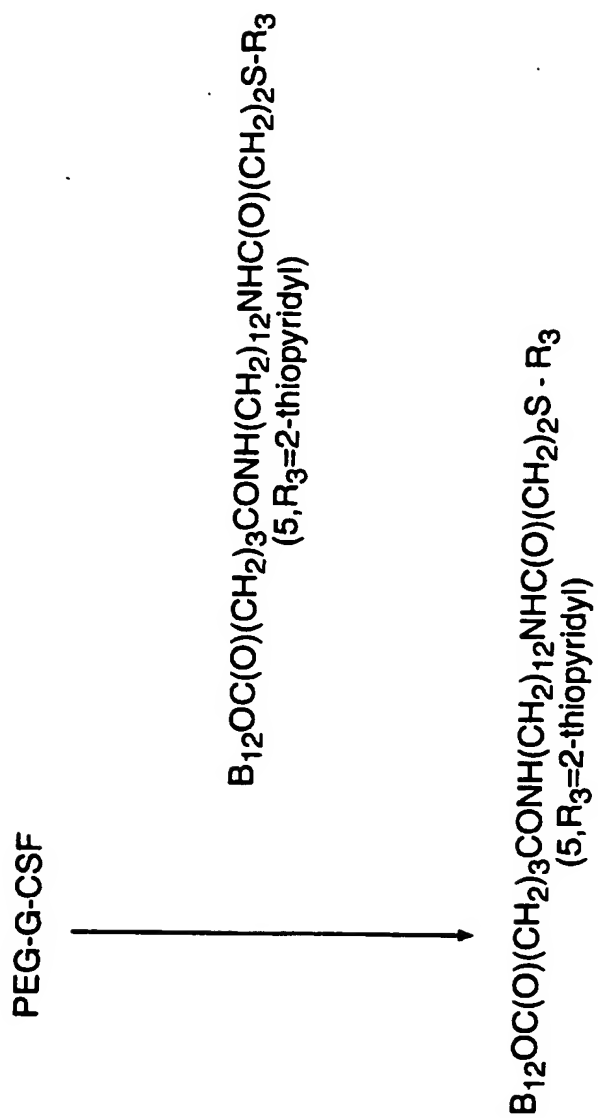 PEG-G-CSF
B₁₂OC(O)(CH₂)₃CONH(CH₂)₁₂NHC(O)(CH₂)₂S-R₃
(5,R₃=2-thiopyridyl)
B₁₂OC(O)(CH₂)₃CONH(CH₂)₁₂NHC(O)(CH₂)₂S - R₃
(5,R₃=2-thiopyridyl)